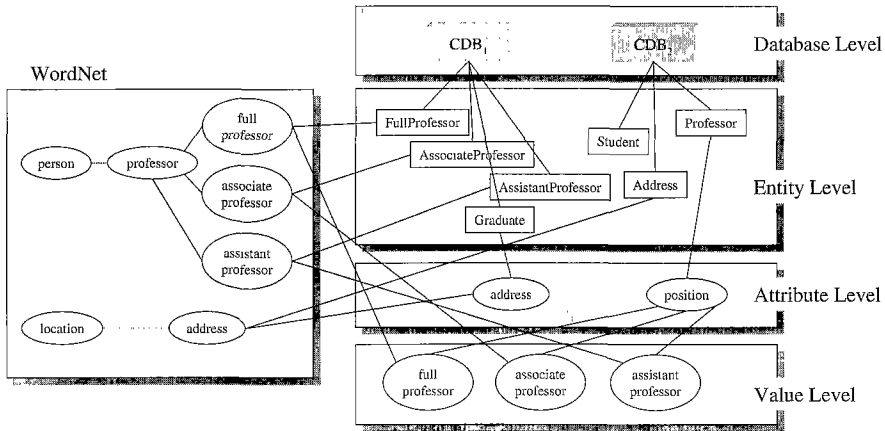 WordNet
person
professor
full
professor
associate
professor
assistant
professor
location
address
CDB
CDB
Database Level
FullProfessor
AssociateProfessor
AssistantProfessor
Graduate
Student
Professor
Address
Entity Level
address
position
Attribute Level
full
professor
associate
professor
assistant
professor
Value Level